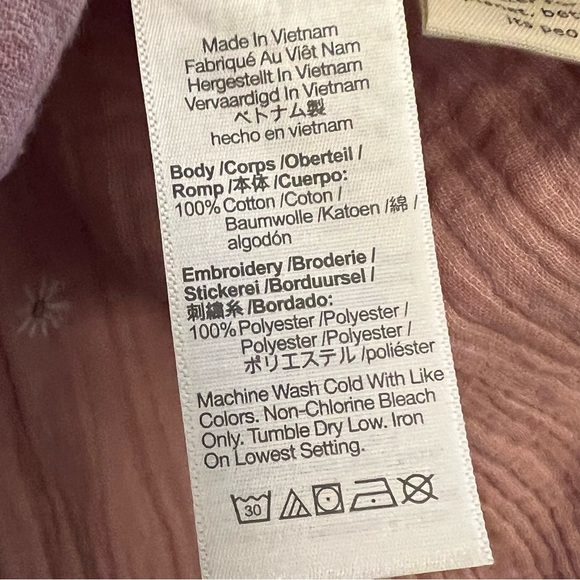 Made In Vietnam
Fabriqué Au Viêt Nam
Hergestellt In Vietnam
Vervaardigd In Vietnam
ベトナム製
hecho en vietnam
Body /Corps /Oberteil /
Romp /本体 /Cuerpo:
100% Cotton /Coton /
Baumwolle /Katoen /綿 /
algodón
Embroidery /Broderie /
Stickerei /Borduursel /
刺繍糸 /Bordado:
100% Polyester /Polyester /
Polyester /Polyester /
ポリエステル /poliéster
Machine Wash Cold With Like
Colors. Non-Chlorine Bleach
Only. Tumble Dry Low. Iron
On Lowest Setting.
30
its peo